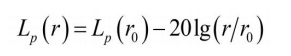 L_p(r) = L_p(r_0) − 20lg(r/r_0)